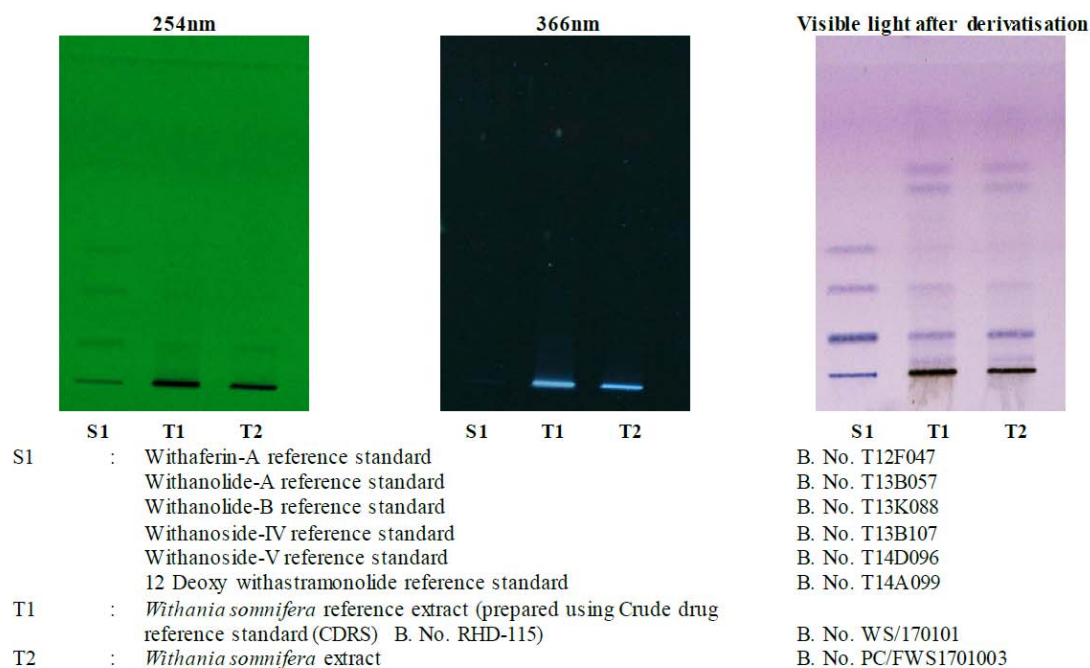 254nm 366nm Visible light after derivatisation
S1 T1 T2 S1 T1 T2 S1 T1 T2
S1 : Withaferin-A reference standard B. No. T12F047
Withanolide-A reference standard B. No. T13B057
Withanolide-B reference standard B. No. T13K088
Withanoside-IV reference standard B. No. T13B107
Withanoside-V reference standard B. No. T14D096
12 Deoxy withastramonolide reference standard B. No. T14A099
T1 : Withania somnifera reference extract (prepared using Crude drug
reference standard (CDRS) B. No. RHD-115) B. No. WS/170101
T2 : Withania somnifera extract B. No. PC/FWS1701003